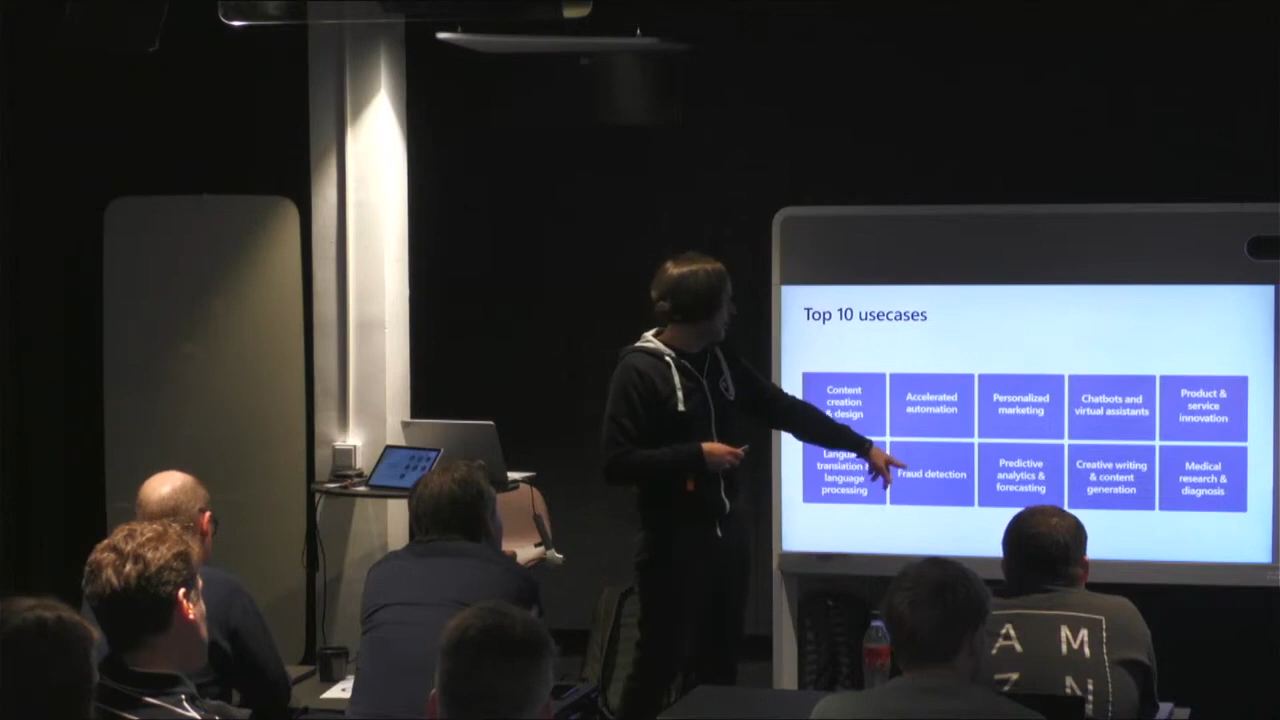 Top 10 usecases
Content
creation
& design
Accelerated
automation
Personalized
marketing
Chatbots and
virtual assistants
Product &
service
innovation
translation &
language
processing
Fraud detection
Predictive
analytics &
forecasting
Creative writing
& content
generation
Medical
research &
diagnosis
A M
Z N